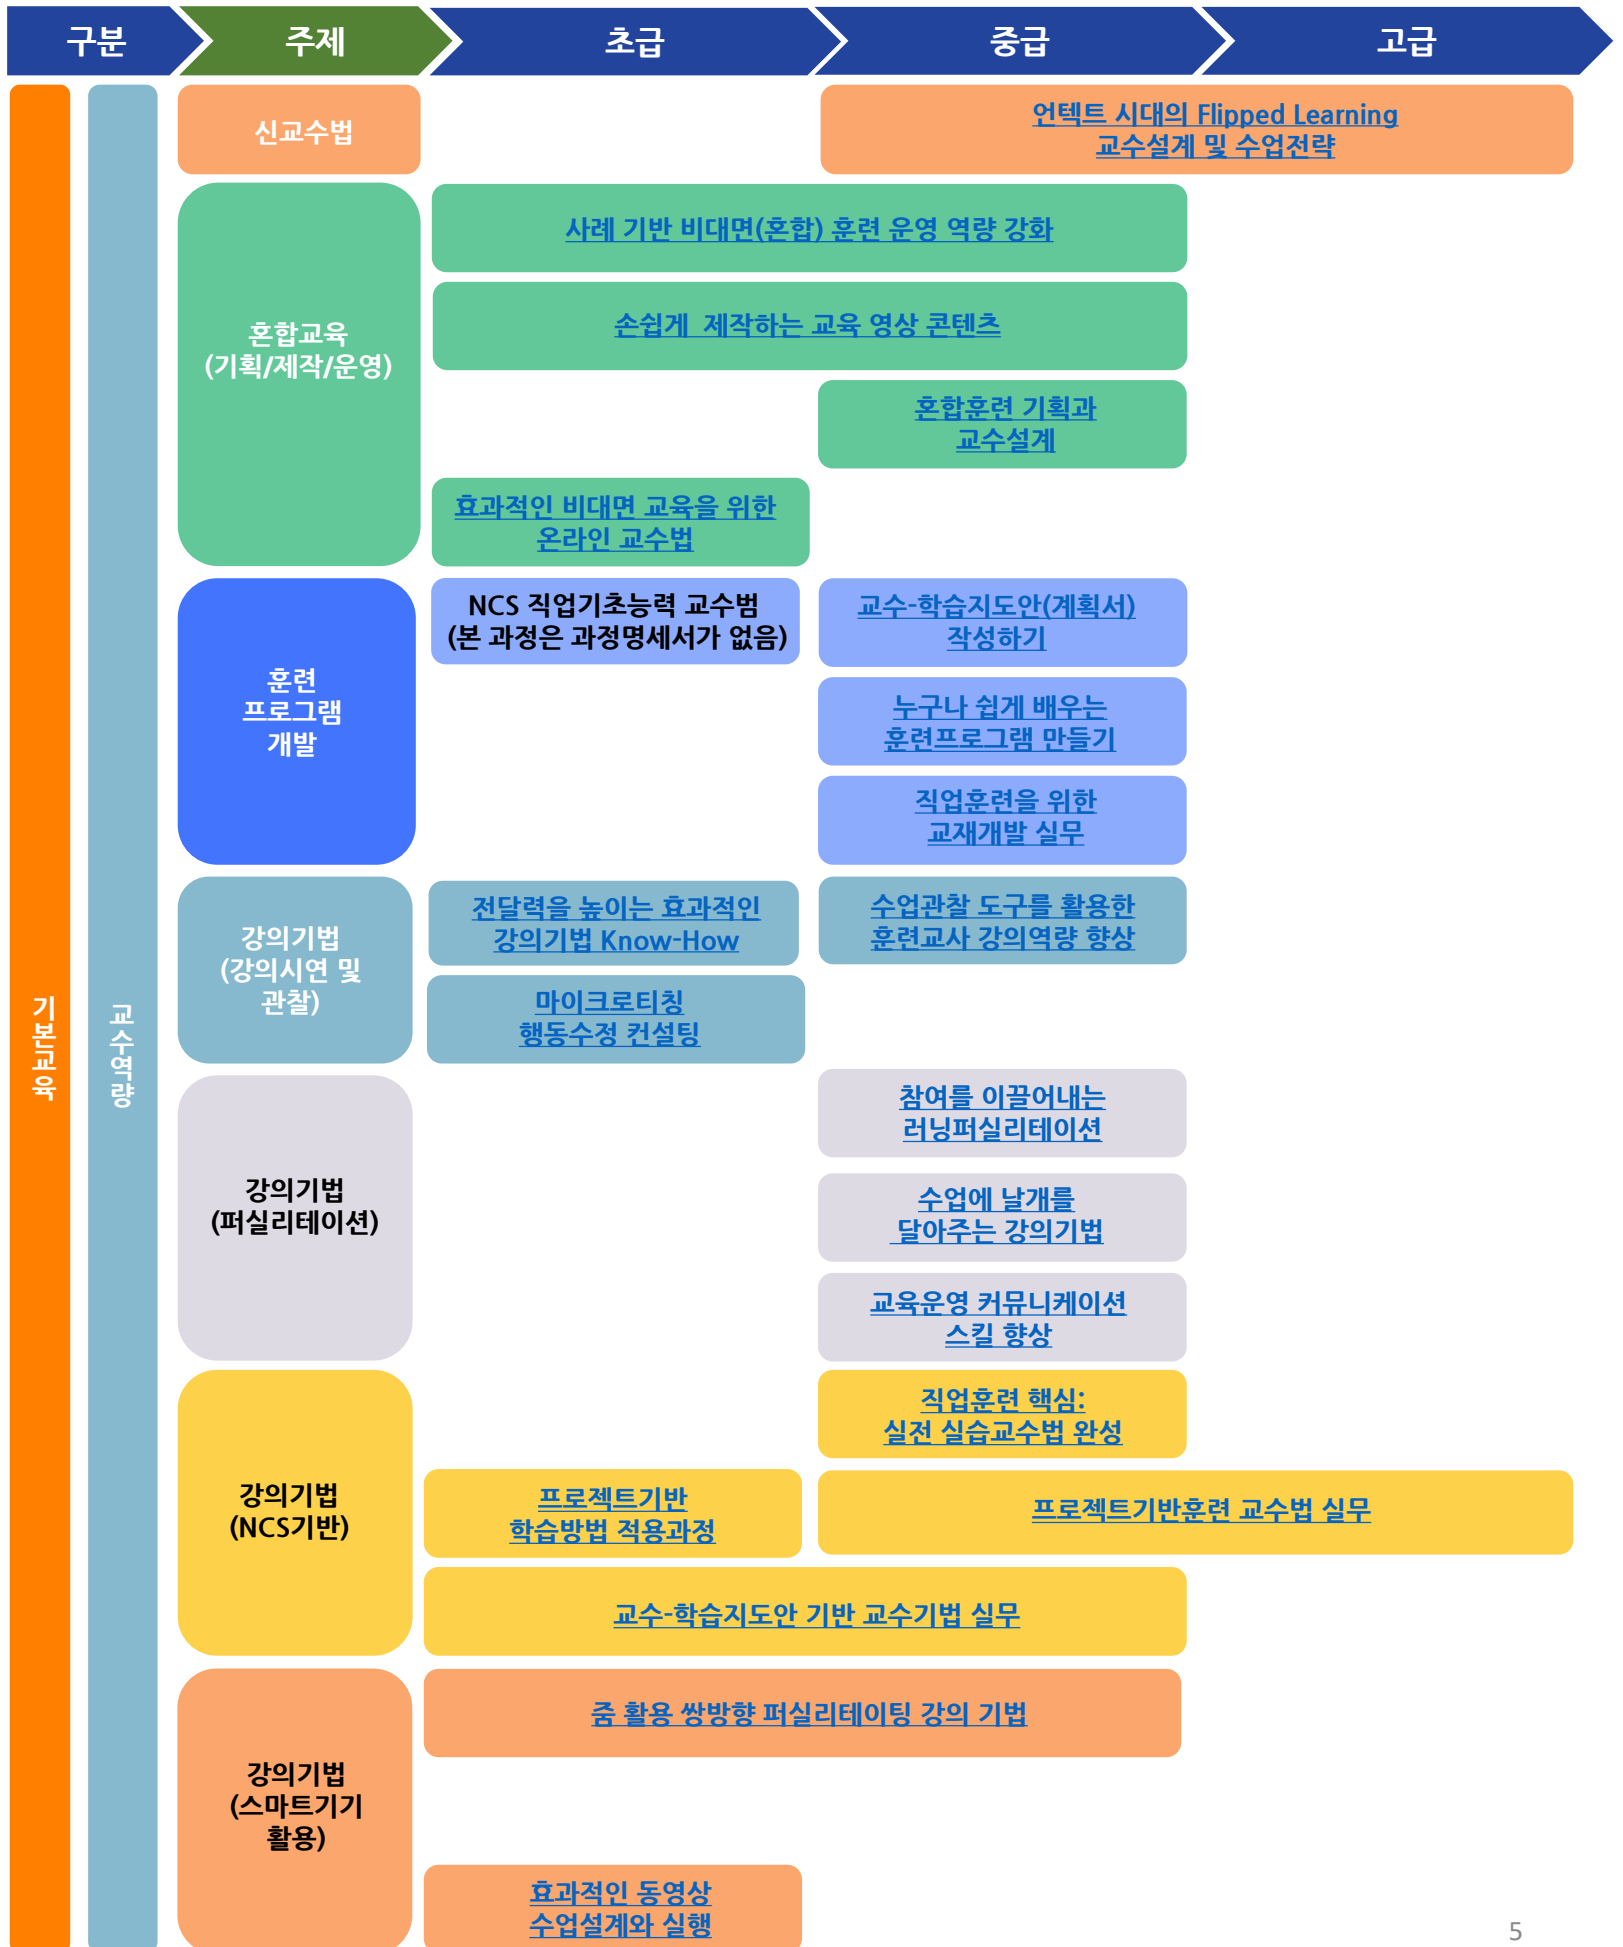 구분
주제
초급
중급
고급
기본교육
교수역량
신교수법
언텍트 시대의 Flipped Learning
교수설계 및 수업전략
혼합교육
(기획/제작/운영)
사례 기반 비대면(혼합) 훈련 운영 역량 강화
손쉽게  제작하는 교육 영상 콘텐츠
혼합훈련 기획과
교수설계
효과적인 비대면 교육을 위한
온라인 교수법
훈련
프로그램
개발
NCS 직업기초능력 교수범
(본 과정은 과정명세서가 없음)
교수-학습지도안(계획서)
작성하기
누구나 쉽게 배우는
훈련프로그램 만들기
직업훈련을 위한
교재개발 실무
강의기법
(강의시연 및
관찰)
전달력을 높이는 효과적인
강의기법 Know-How
수업관찰 도구를 활용한
훈련교사 강의역량 향상
마이크로티칭
행동수정 컨설팅
강의기법
(퍼실리테이션)
참여를 이끌어내는
러닝퍼실리테이션
수업에 날개를
달아주는 강의기법
교육운영 커뮤니케이션
스킬 향상
강의기법
(NCS기반)
직업훈련 핵심:
실전 실습교수법 완성
프로젝트기반
학습방법 적용과정
프로젝트기반훈련 교수법 실무
교수-학습지도안 기반 교수기법 실무
강의기법
(스마트기기
활용)
줌 활용 쌍방향 퍼실리테이팅 강의 기법
효과적인 동영상
수업설계와 실행
5